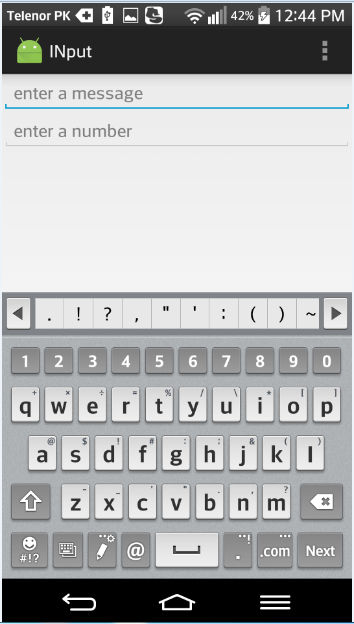 Telenor PK 42% 12:44 PM
INput
enter a message
enter a number
. ! ? , " ' : ( ) ~
1 2 3 4 5 6 7 8 9 0
q w e r t y u i o p
a s d f g h j k l
z x c v b n m
#!? @ . .com Next